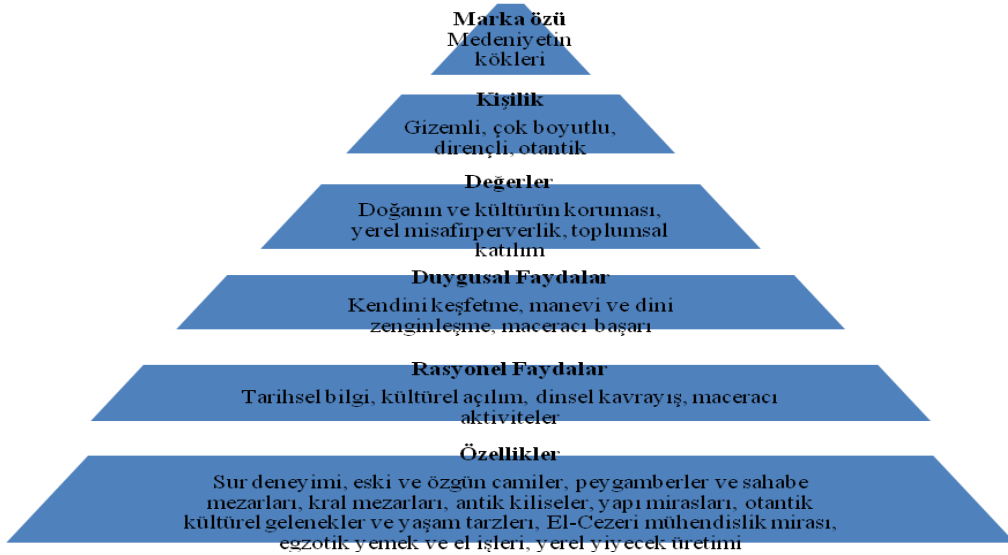 Marka özü
Medeniyetin
kökleri
Kişilik
Gizemli, çok boyutlu,
dirençli, otantik
Değerler
Doğanın ve kültürün koruması,
yerel misafirperverlik, toplumsal
katılım
Duygusal Faydalar
Kendini keşfetme, manevi ve dini
zenginleşme, maceracı başarı
Rasyonel Faydalar
Tarihsel bilgi, kültürel açılım, dinsel kavrayış, maceracı
aktiviteler
Özellikler
Sur deneyimi, eski ve özgün camiler, peygamberler ve sahabe
mezarları, kral mezarları, antik kiliseler, yapı mirasları, otantik
kültürel gelenekler ve yaşam tarzları, El-Cezeri mühendislik mirası,
egzotik yemek ve el işleri, yerel yiyecek üretimi